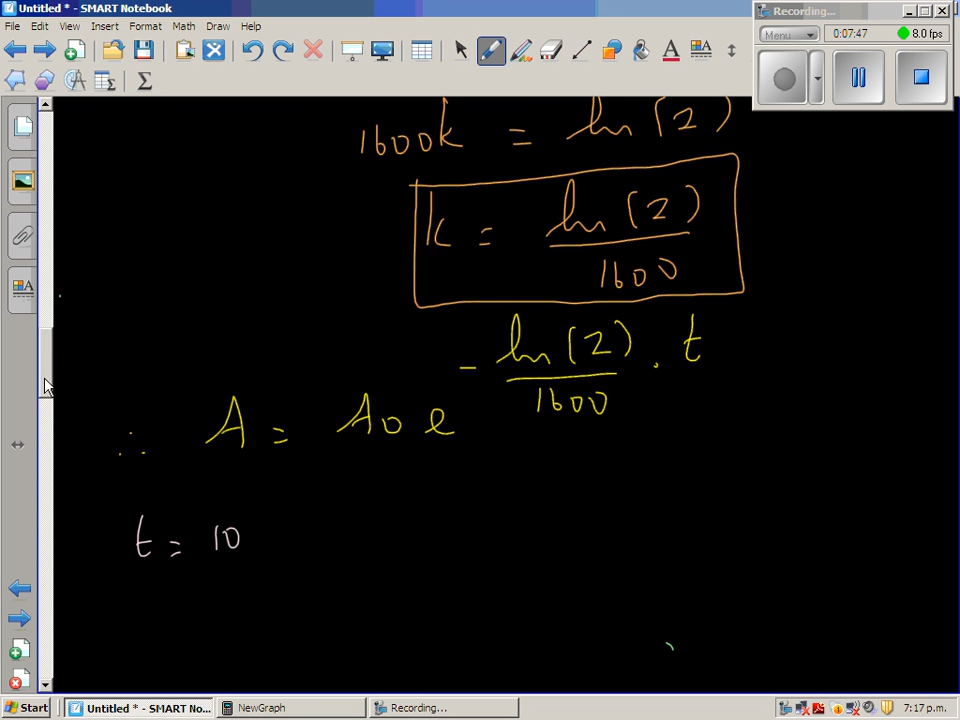 Untitled * - SMART Notebook
File Edit View Insert Format Math Draw Help
Recording...
Menu 0:07:47 8.0 fps
1600k = ln(2)
k = ln(2) / 1600
∴ A = A0 e^(- ln(2)/1600 . t)
t = 10
Start Untitled * - SMART No... NewGraph Recording... 7:17 p.m.